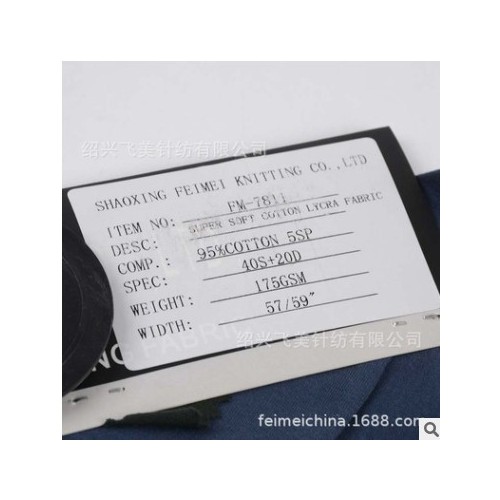 绍兴飞美针纺有限公司
SHAOXING FEIMEI KNITTING CO.,LTD
ITEM NO: FM-7811
DESC: SUPER SOFT COTTON LYCRA FABRIC
COMP.: 95%COTTON 5SP
SPEC: 40S+20D
WEIGHT: 175GSM
WIDTH: 57/59"
绍兴飞美针纺有限公司
NG FABRI
feimeichina.1688.com